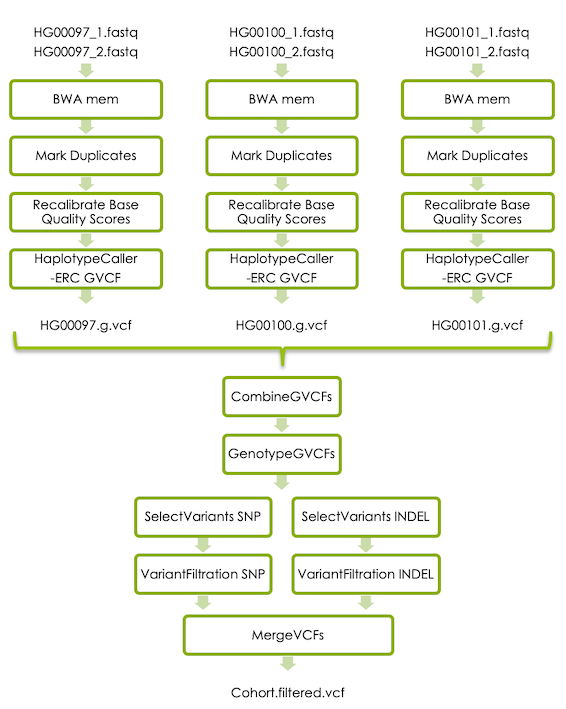 HG00097_1.fastq
HG00097_2.fastq
HG00100_1.fastq
HG00100_2.fastq
HG00101_1.fastq
HG00101_2.fastq
BWA mem
BWA mem
BWA mem
Mark Duplicates
Mark Duplicates
Mark Duplicates
Recalibrate Base
Quality Scores
Recalibrate Base
Quality Scores
Recalibrate Base
Quality Scores
HaplotypeCaller
-ERC GVCF
HaplotypeCaller
-ERC GVCF
HaplotypeCaller
-ERC GVCF
HG00097.g.vcf
HG00100.g.vcf
HG00101.g.vcf
CombineGVCFs
GenotypeGVCFs
SelectVariants SNP
SelectVariants INDEL
VariantFiltration SNP
VariantFiltration INDEL
MergeVCFs
Cohort.filtered.vcf